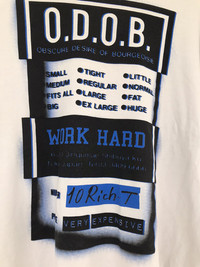 O.D.O.B.
OBSCURE DESIRE OF BOURGEOISIE
SMALL •TIGHT •LITTLE
MEDIUM •REGULAR •NORMAL
FITS ALL •LARGE •FAT
BIG •EX LARGE •HUGE
WORK HARD
10 Rich-T
VERY EXPENSIVE